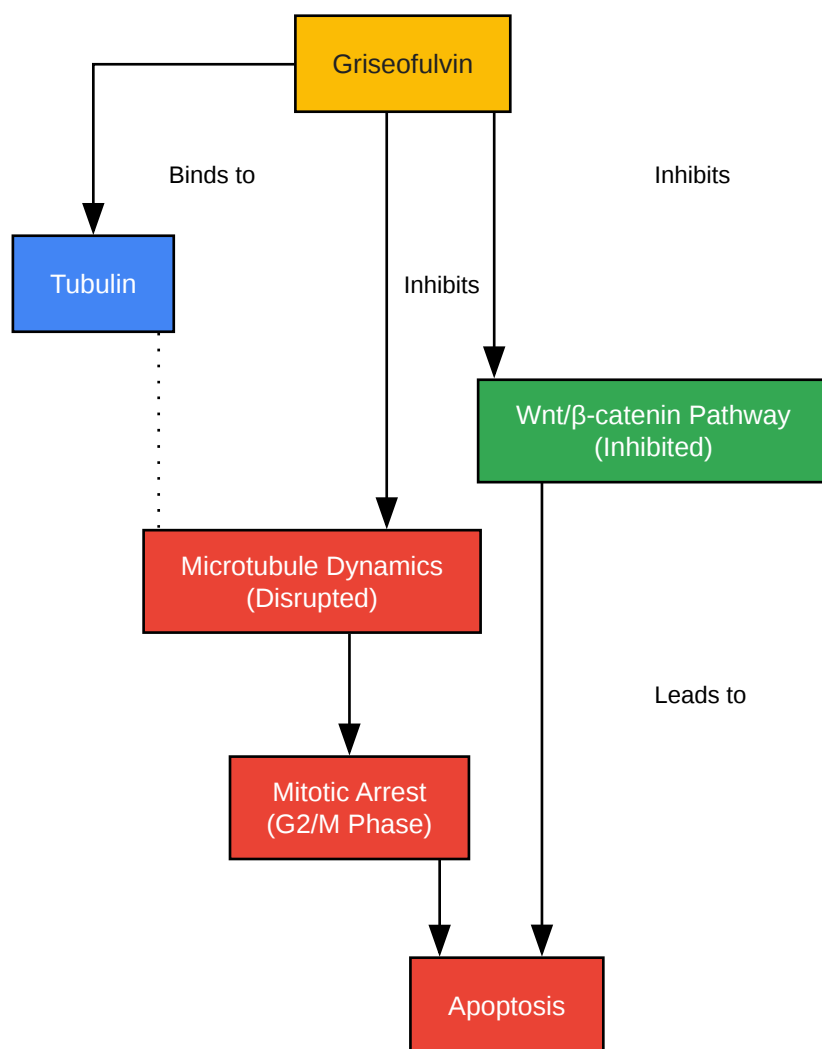 Griseofulvin
Binds to
Inhibits
Tubulin
Inhibits
Wnt/β-catenin Pathway
(Inhibited)
Microtubule Dynamics
(Disrupted)
Leads to
Mitotic Arrest
(G2/M Phase)
Apoptosis